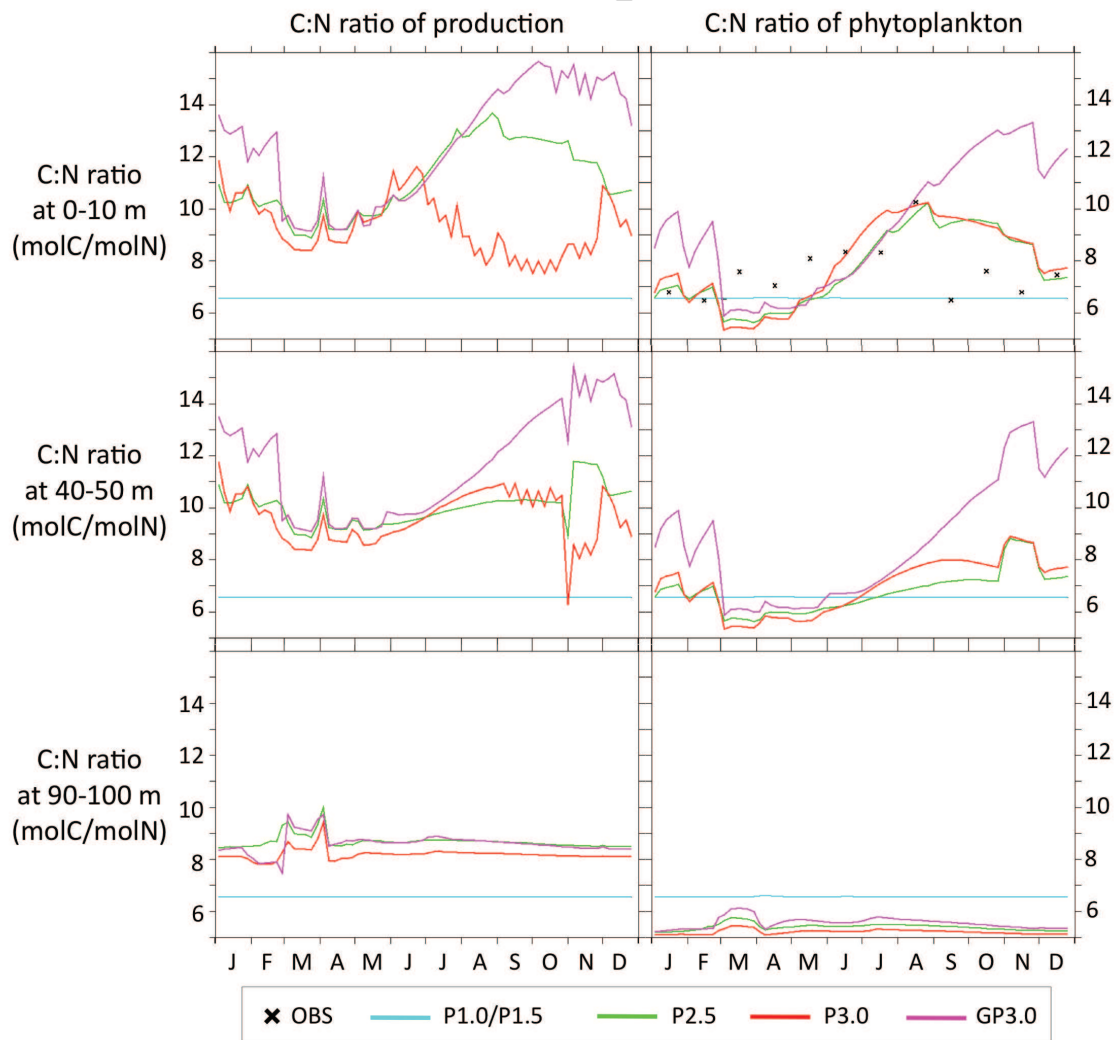 C:N ratio of production
C:N ratio of phytoplankton
C:N ratio
at 0-10 m
(molC/molN)
14
12
10
8
6
14
12
10
8
6
C:N ratio
at 40-50 m
(molC/molN)
14
12
10
8
6
14
12
10
8
6
C:N ratio
at 90-100 m
(molC/molN)
14
12
10
8
6
14
12
10
8
6
J F M A M J J A S O N D
J F M A M J J A S O N D
OBS P1.0/P1.5 P2.5 P3.0 GP3.0